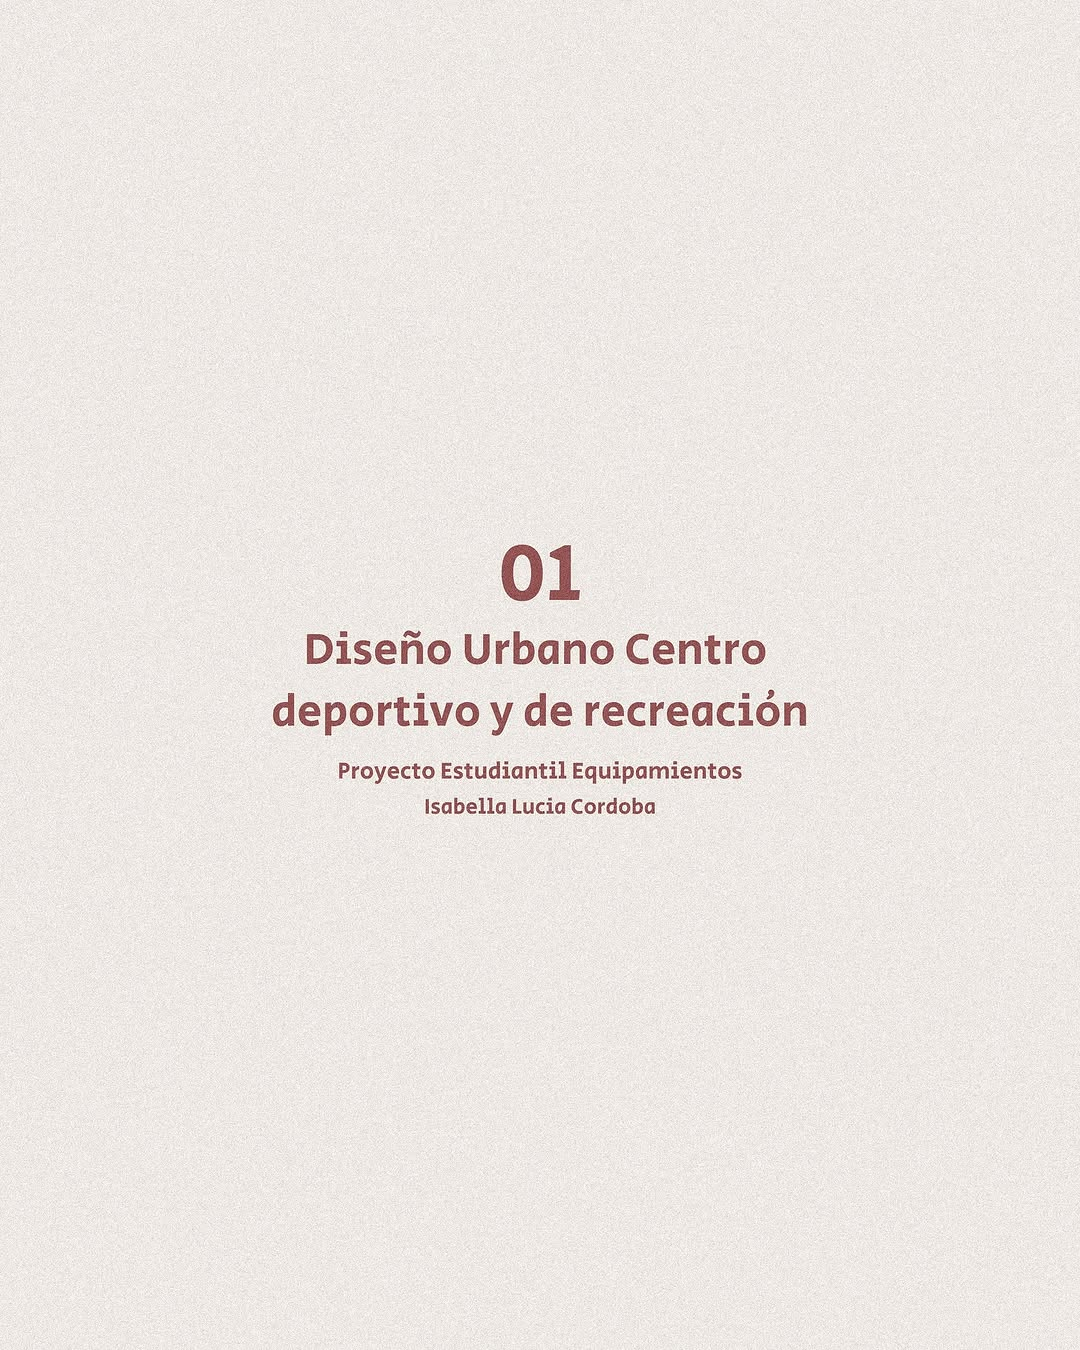 01
Diseño Urbano Centro
deportivo y de recreación
Proyecto Estudiantil Equipamientos
Isabella Lucia Cordoba